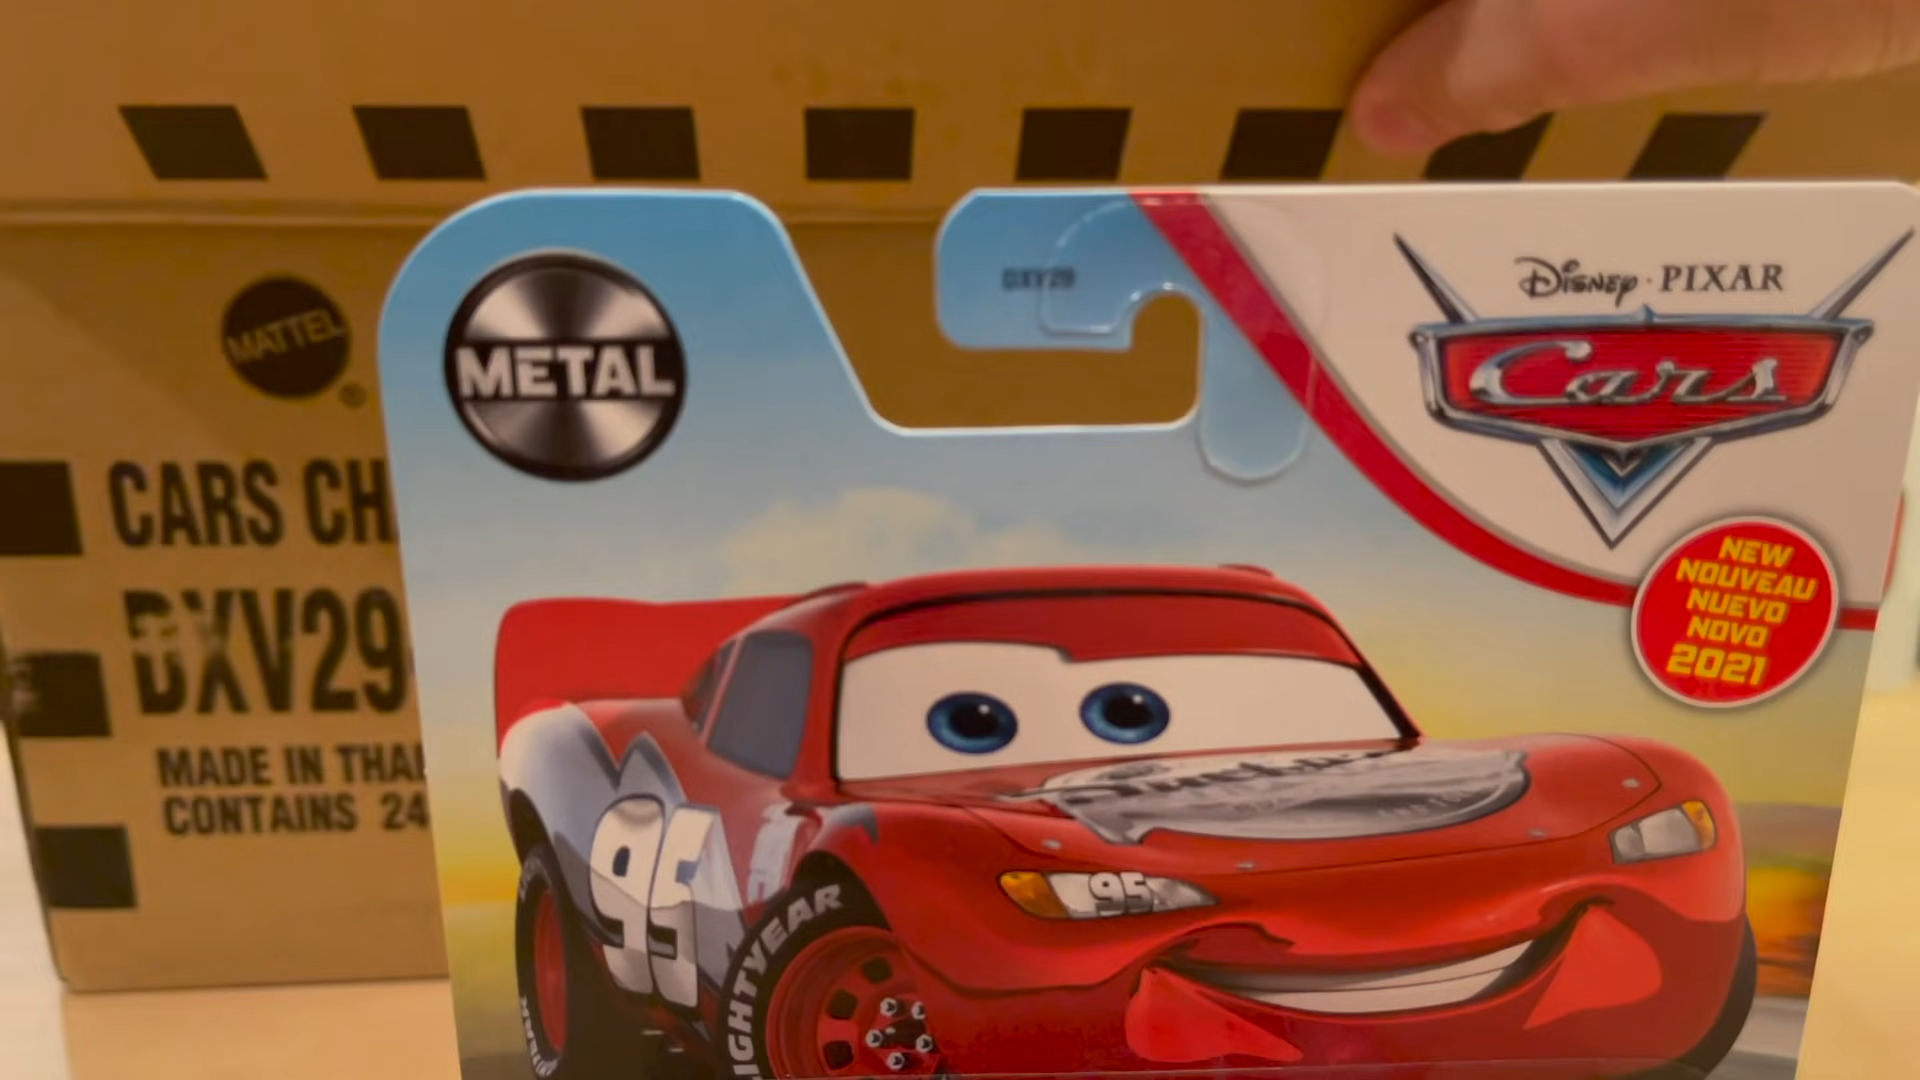 MATTEL
®
CARS CH
DXV29
MADE IN THAI
CONTAINS 24
METAL
DXV29
Disney · PIXAR
Cars
NEW
NOUVEAU
NUEVO
NOVO
2021
95
95
LIGHTYEAR